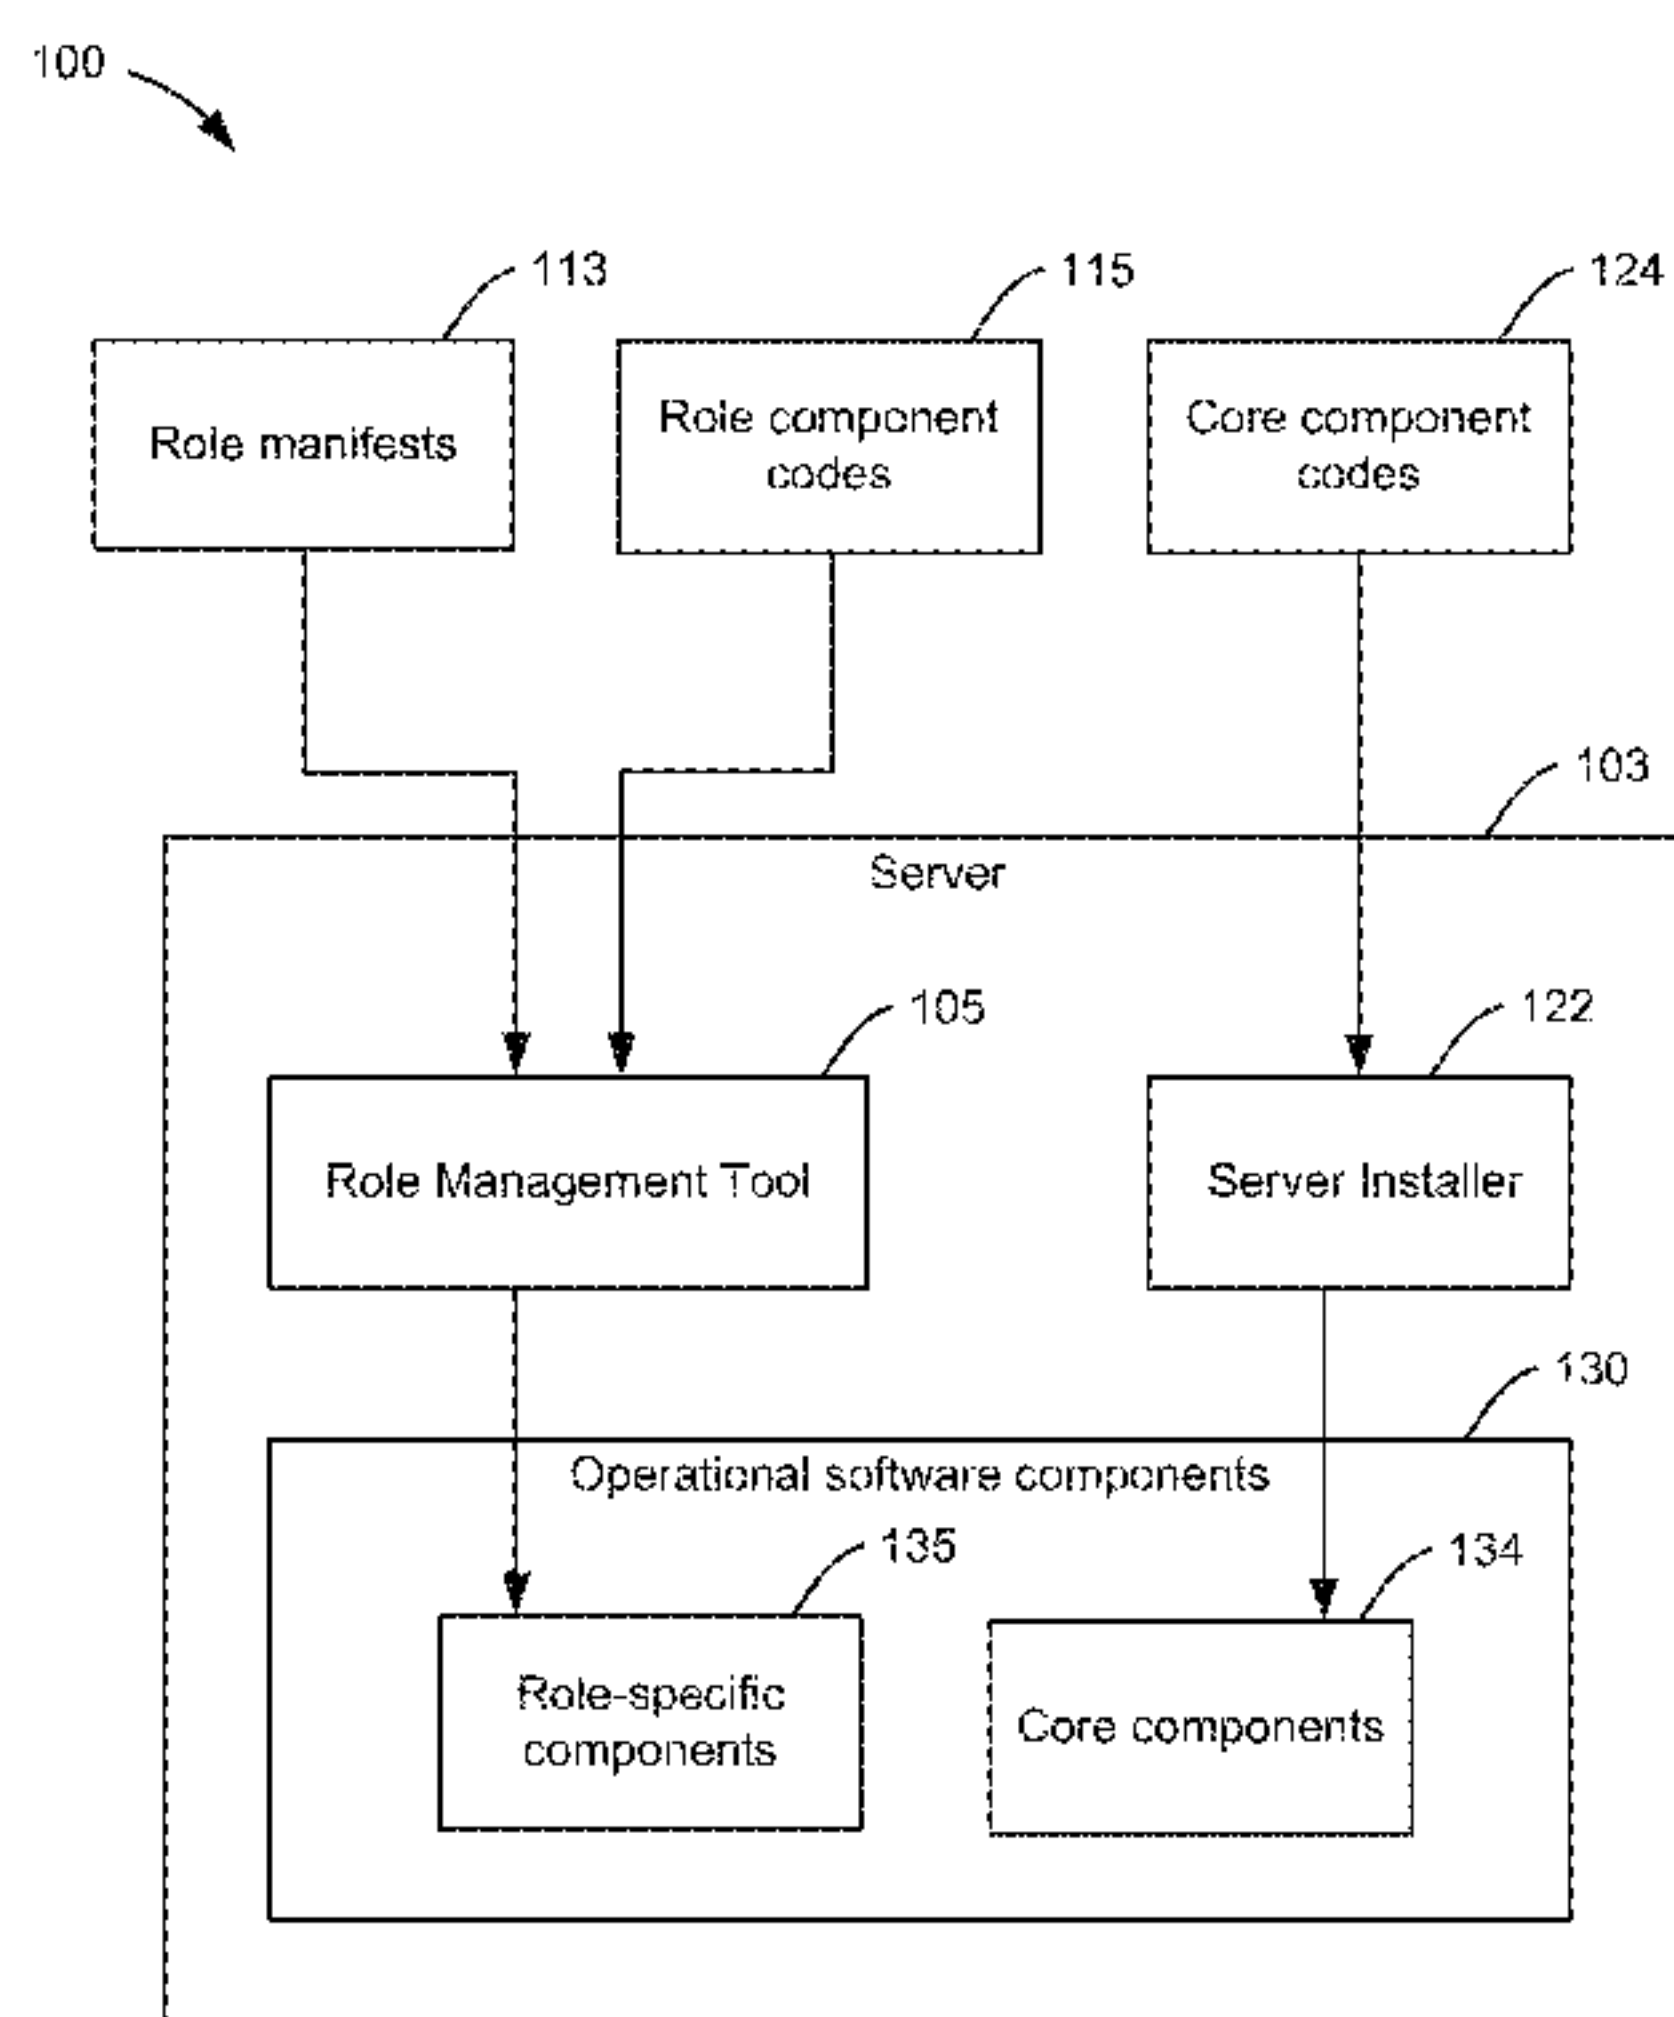 100
113
115
124
Role manifests
Role component
codes
Core component
codes
103
Server
105
122
Role Management Tool
Server Installer
130
Operational software components
135
134
Role-specific
components
Core components